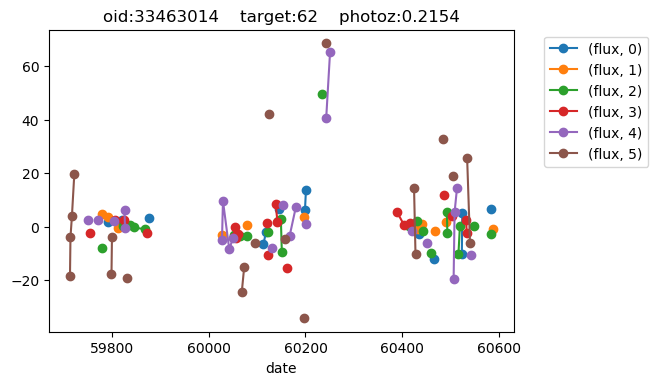 oid:33463014    target:62    photoz:0.2154
60
40
20
0
−20
59800
60000
60200
60400
60600
date
(flux, 0)
(flux, 1)
(flux, 2)
(flux, 3)
(flux, 4)
(flux, 5)